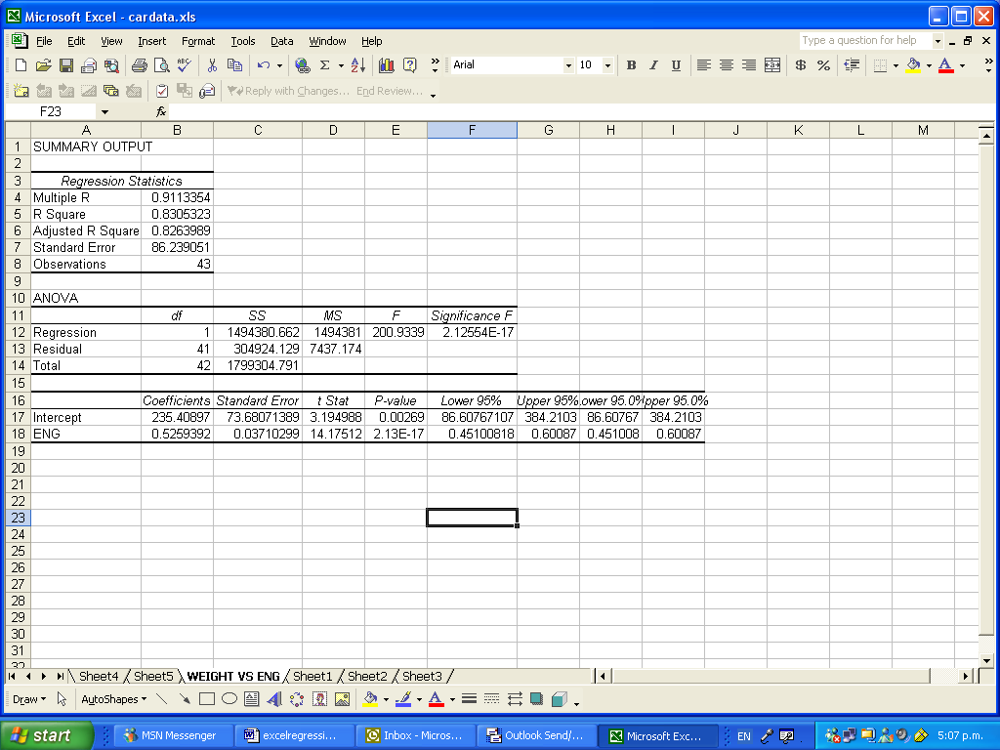 Microsoft Excel - cardata.xls
File Edit View Insert Format Tools Data Window Help
Type a question for help
Arial 10 B I U $ %
Reply with Changes... End Review...
F23 fx
A B C D E F G H I J K L M
1 SUMMARY OUTPUT
2
3 Regression Statistics
4 Multiple R 0.9113354
5 R Square 0.8305323
6 Adjusted R Square 0.8263989
7 Standard Error 86.239051
8 Observations 43
9
10 ANOVA
11 df SS MS F Significance F
12 Regression 1 1494380.662 1494381 200.9339 2.12554E-17
13 Residual 41 304924.129 7437.174
14 Total 42 1799304.791
15
16 Coefficients Standard Error t Stat P-value Lower 95% Upper 95% ower 95.0% pper 95.0%
17 Intercept 235.40897 73.68071389 3.194988 0.00269 86.60767107 384.2103 86.60767 384.2103
18 ENG 0.5259392 0.03710299 14.17512 2.13E-17 0.45100818 0.60087 0.451008 0.60087
19
20
21
22
23
24
25
26
27
28
29
30
31
32
Sheet4 Sheet5 WEIGHT VS ENG Sheet1 Sheet2 Sheet3
Draw AutoShapes
start MSN Messenger excelregressi... Inbox - Micros... Outlook Send/... Microsoft Exc... EN 5:07 p.m.